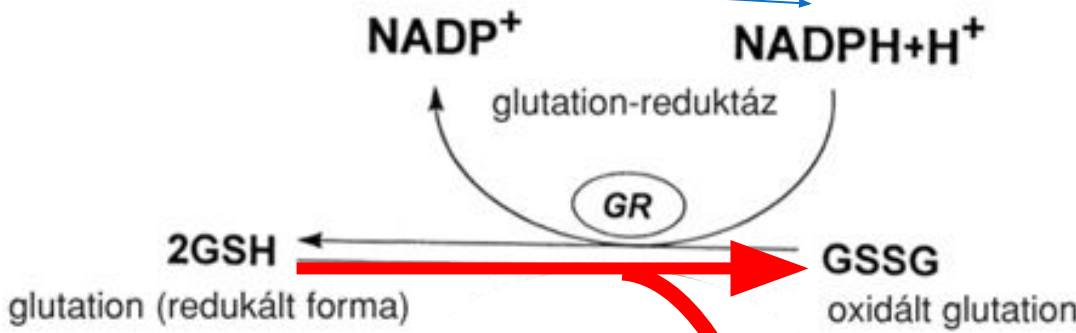 NADP⁺
NADPH+H⁺
glutation-reduktáz
GR
2GSH
GSSG
glutation (redukált forma)
oxidált glutation